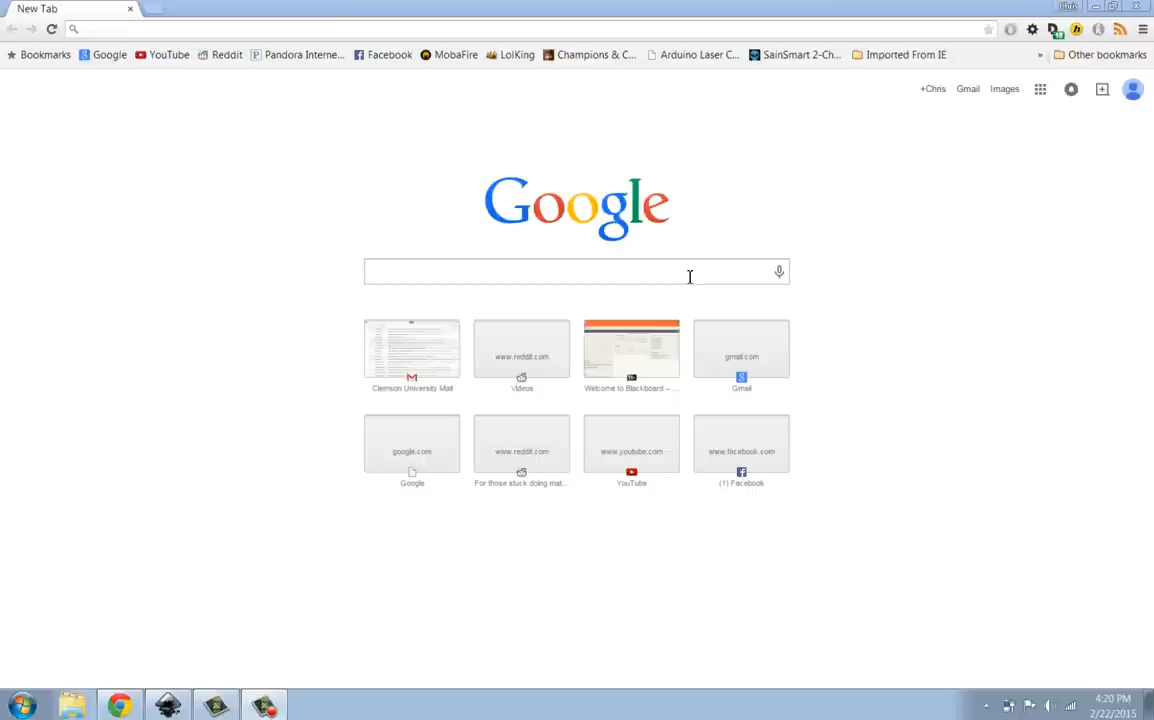 New Tab
Chris
Bookmarks Google YouTube Reddit Pandora Interne... Facebook MobaFire LolKing Champions & C... Arduino Laser C... SainSmart 2-Ch... Imported From IE » Other bookmarks
+Chris Gmail Images
Google
www.reddit.com
gmail.com
Clemson University Mail Videos Welcome to Blackboard – ... Gmail
google.com www.reddit.com www.youtube.com www.facebook.com
Google For those stuck doing mat... YouTube (1) Facebook
4:20 PM
2/22/2015